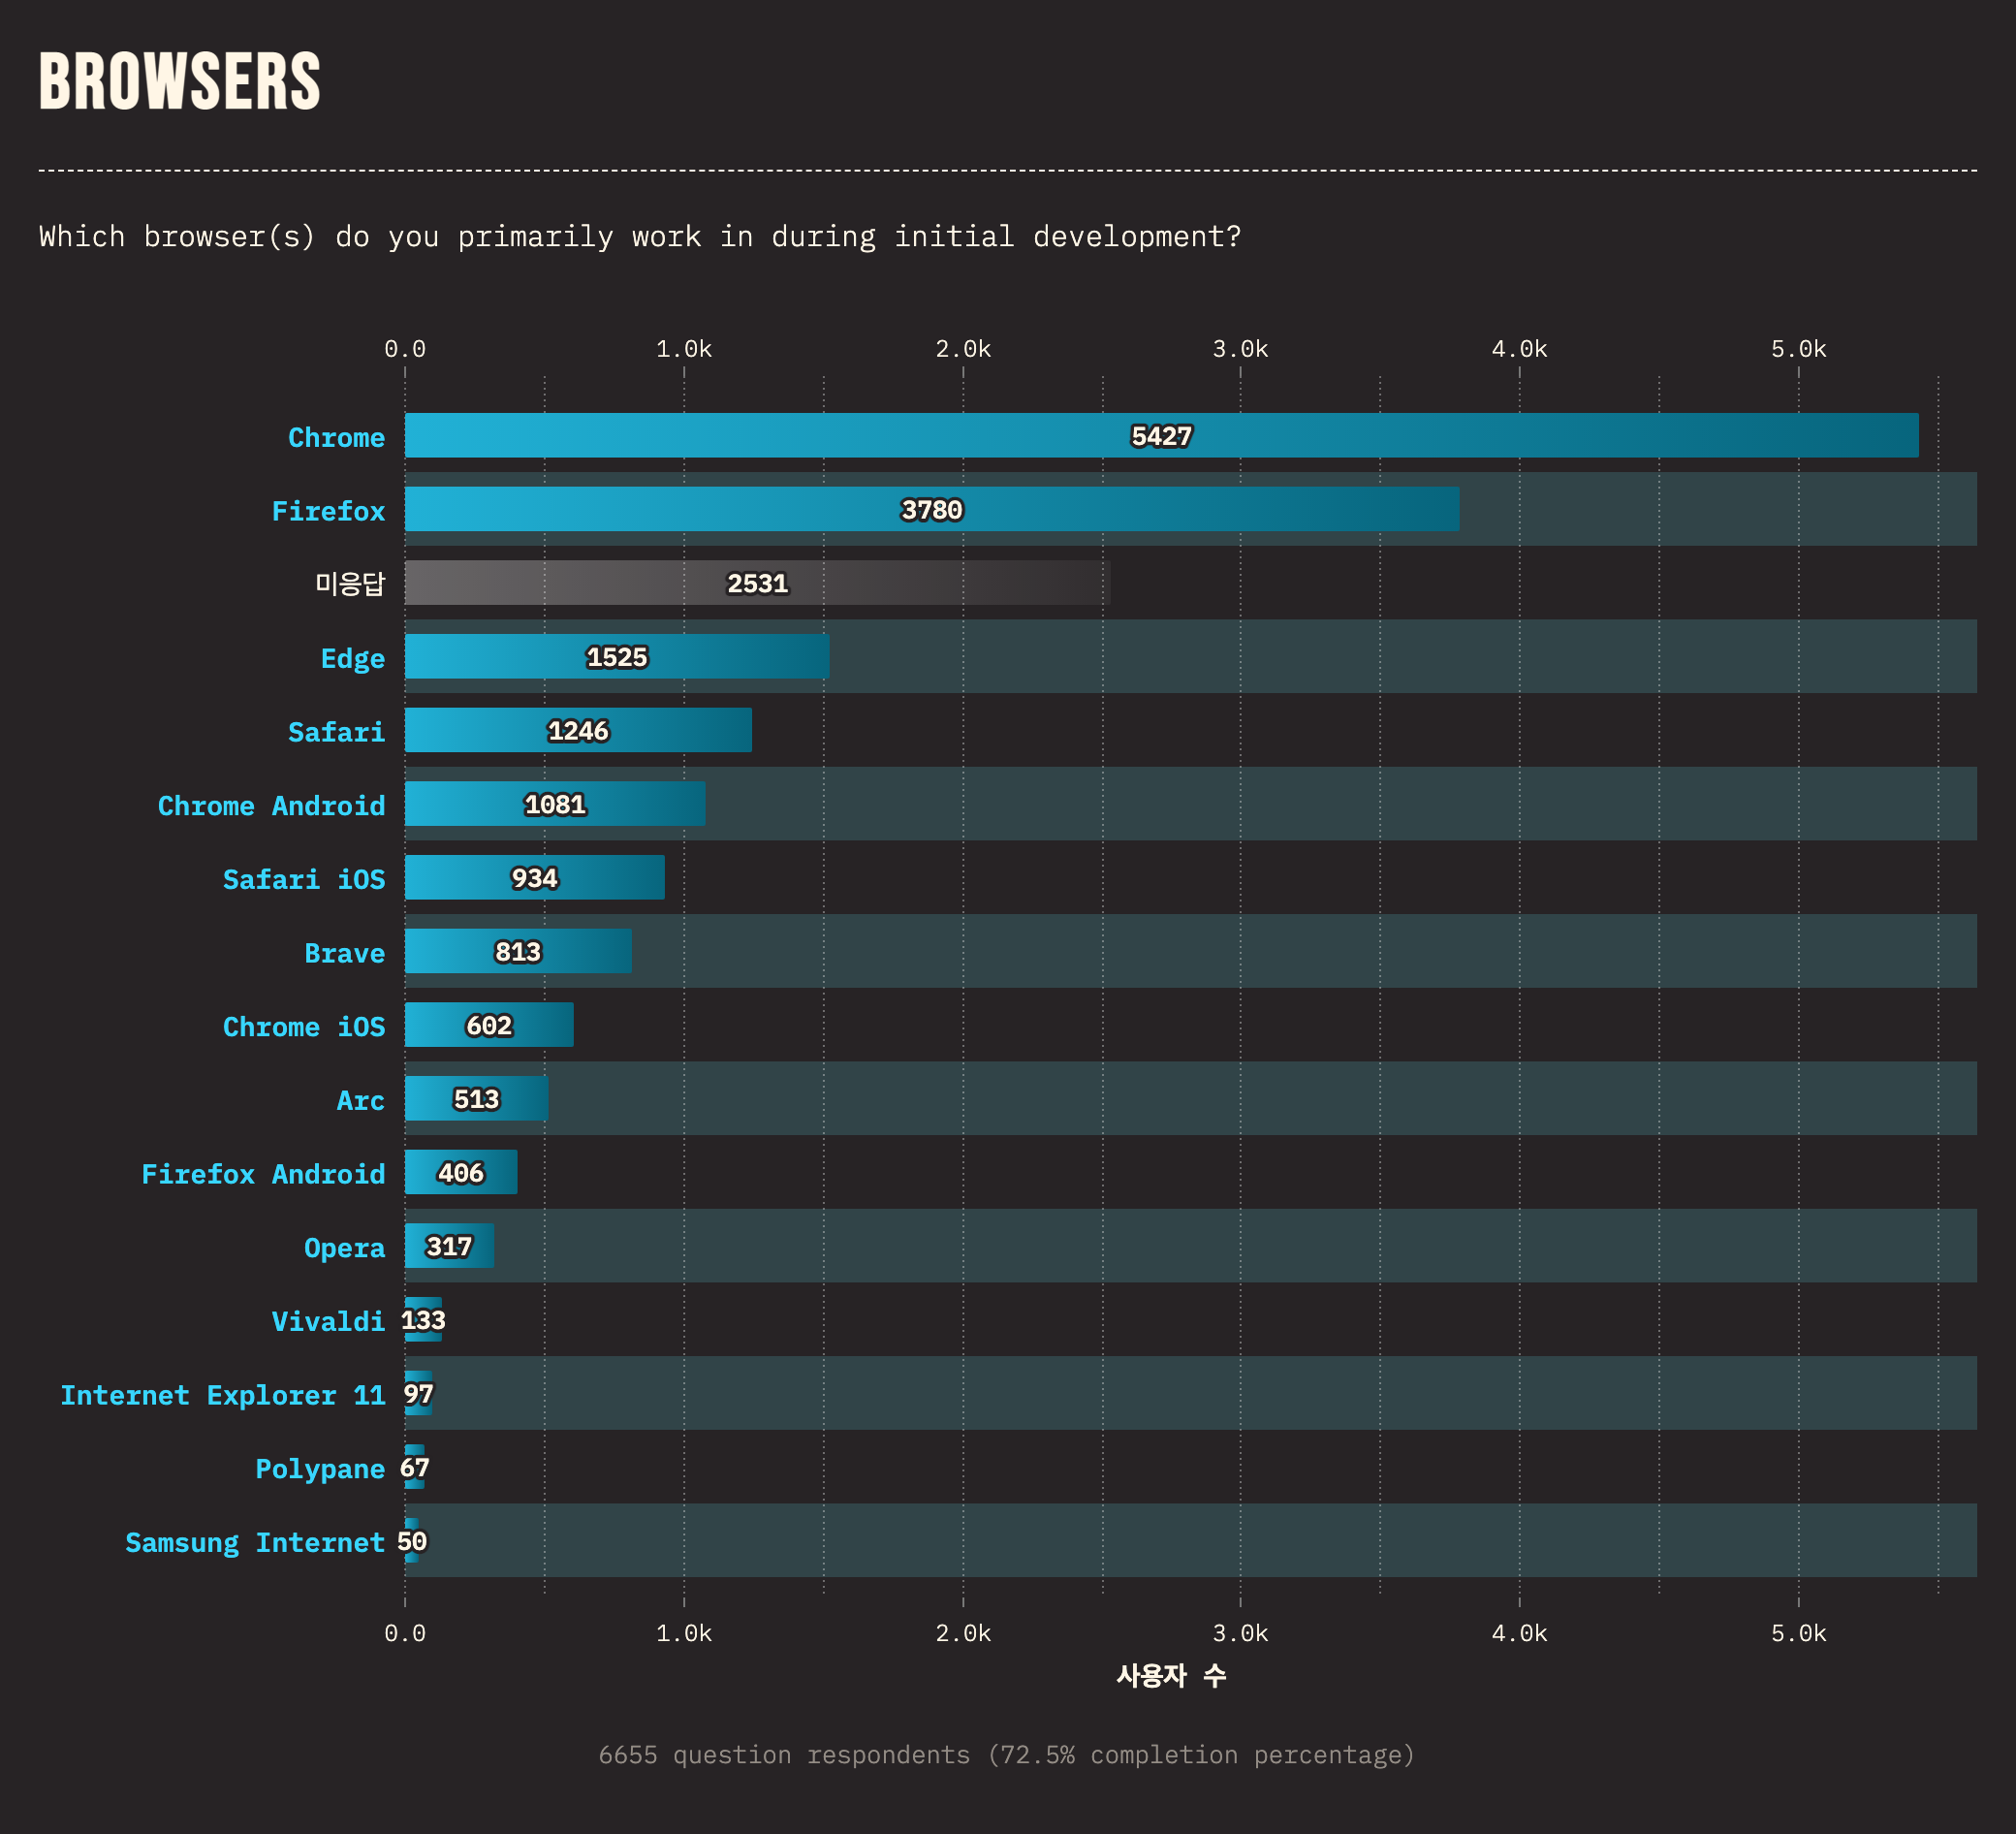 BROWSERS
Which browser(s) do you primarily work in during initial development?
0.0 1.0k 2.0k 3.0k 4.0k 5.0k
Chrome 5427
Firefox 3780
미응답 2531
Edge 1525
Safari 1246
Chrome Android 1081
Safari iOS 934
Brave 813
Chrome iOS 602
Arc 513
Firefox Android 406
Opera 317
Vivaldi 133
Internet Explorer 11 97
Polypane 67
Samsung Internet 50
0.0 1.0k 2.0k 3.0k 4.0k 5.0k
사용자 수
6655 question respondents (72.5% completion percentage)